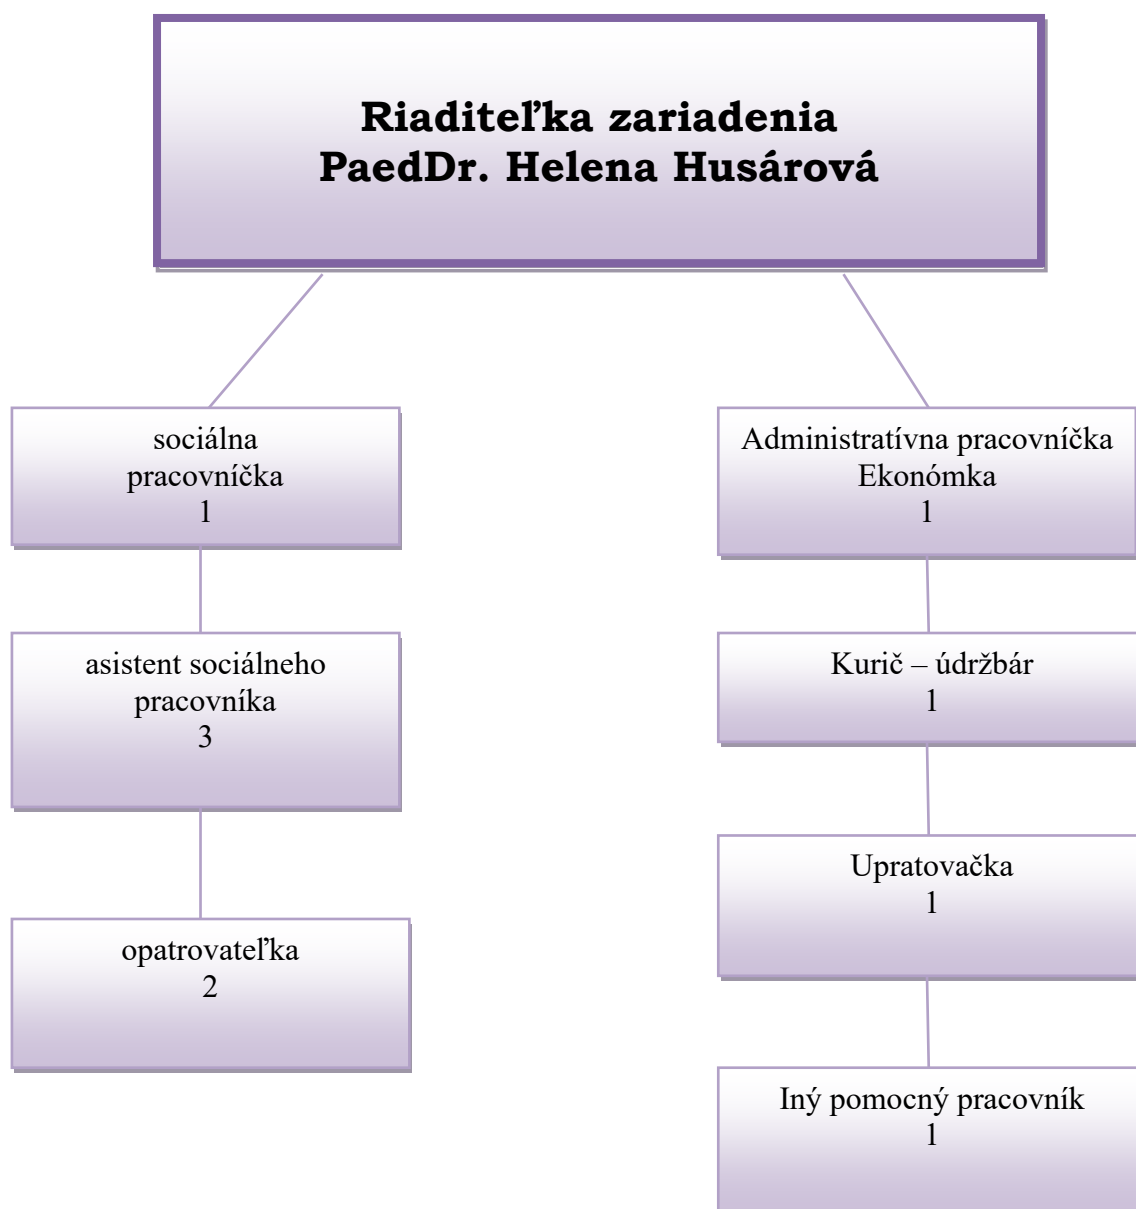 Riaditeľka zariadenia
PaedDr. Helena Husárová
sociálna
pracovníčka
1
asistent sociálneho
pracovníka
3
opatrovateľka
2
Administratívna pracovníčka
Ekonómka
1
Kurič – údržbár
1
Upratovačka
1
Iný pomocný pracovník
1